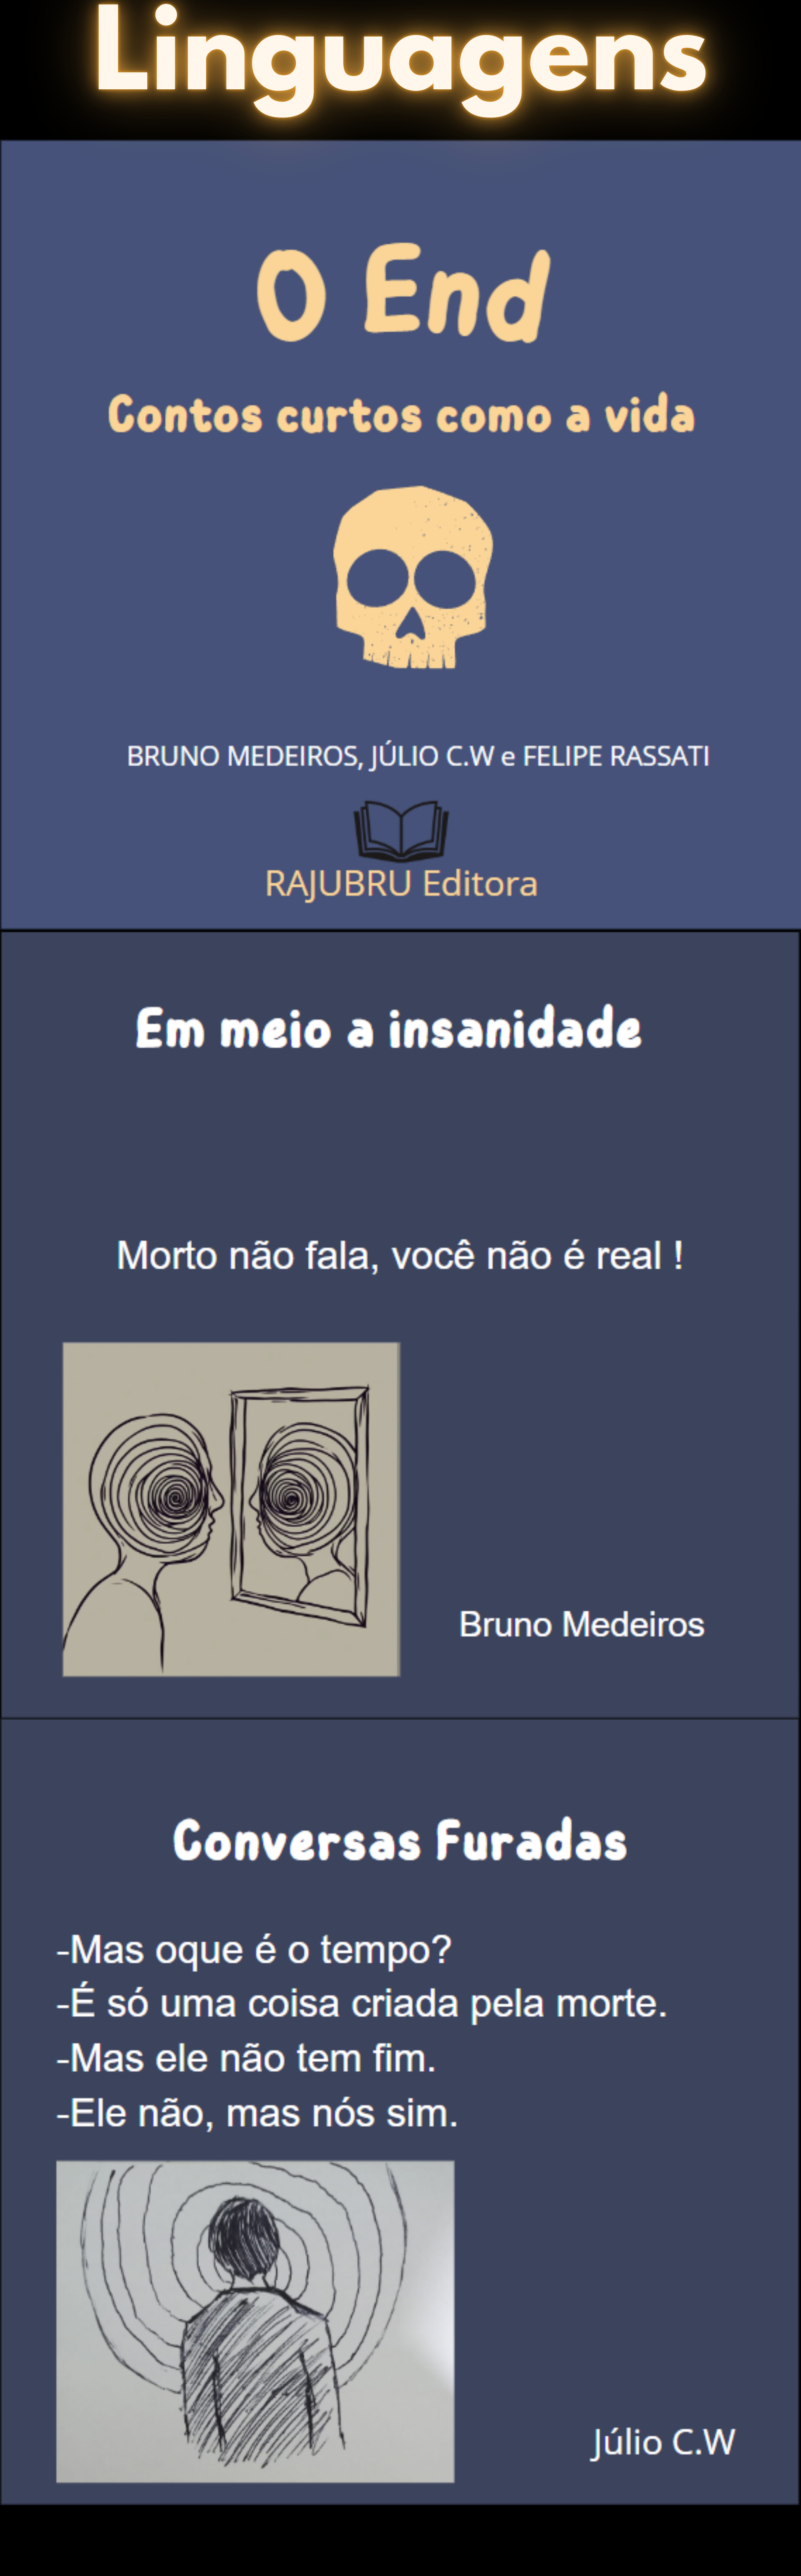 Linguagens
O End
Contos curtos como a vida
BRUNO MEDEIROS, JÚLIO C.W e FELIPE RASSATI
RAJUBRU Editora
Em meio a insanidade
Morto não fala, você não é real !
Bruno Medeiros
Conversas Furadas
-Mas oque é o tempo?
-É só uma coisa criada pela morte.
-Mas ele não tem fim.
-Ele não, mas nós sim.
Júlio C.W